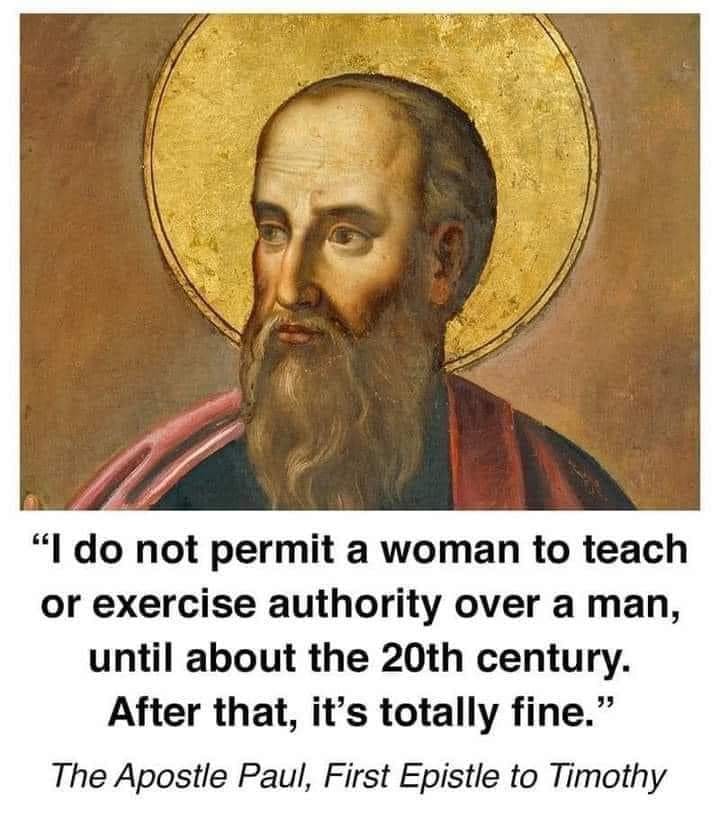 “I do not permit a woman to teach
or exercise authority over a man,
until about the 20th century.
After that, it’s totally fine.”
The Apostle Paul, First Epistle to Timothy